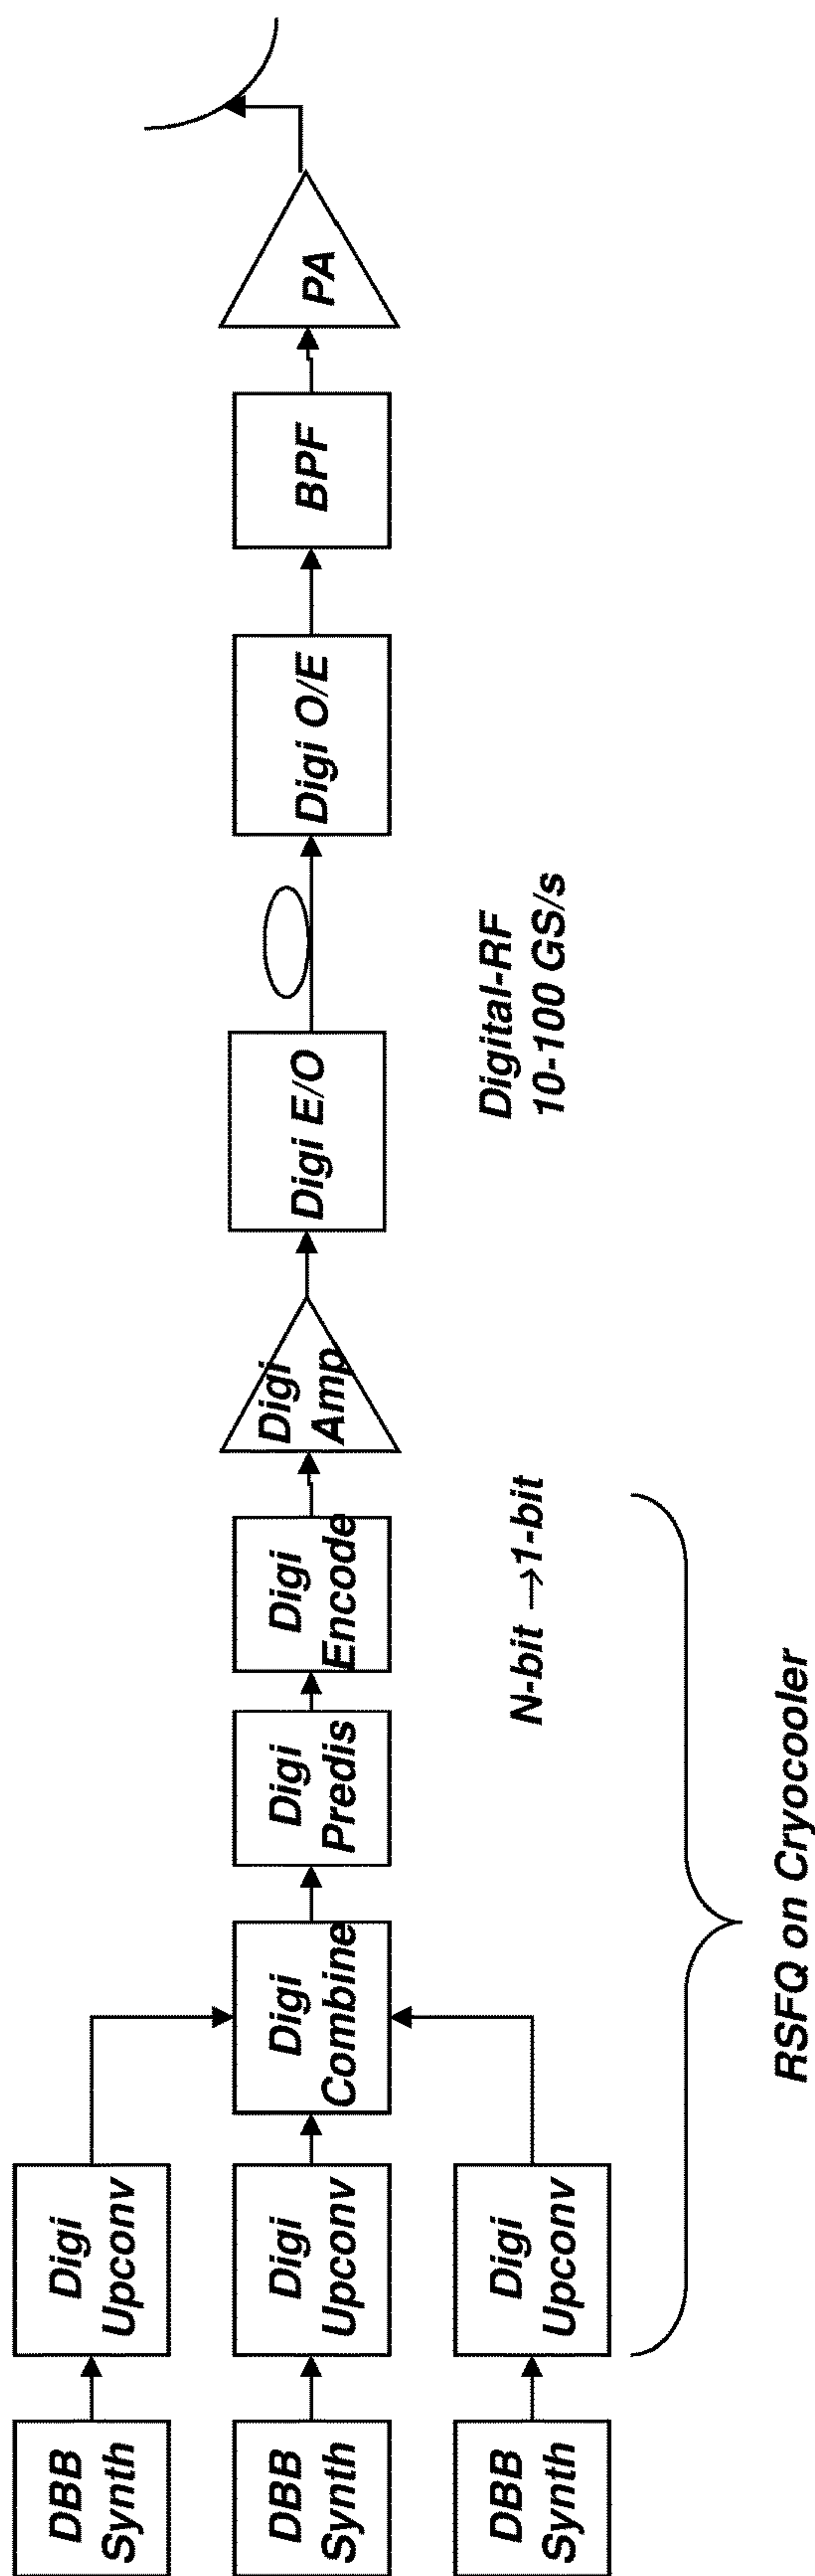 DBB
Synth
Digi
Upconv
DBB
Synth
Digi
Upconv
DBB
Synth
Digi
Upconv
Digi
Combine
Digi
Predis
Digi
Encode
Digi
Amp
Digi E/O
Digi O/E
BPF
PA
N-bit →1-bit
Digital-RF
10-100 GS/s
RSFQ on Cryocooler